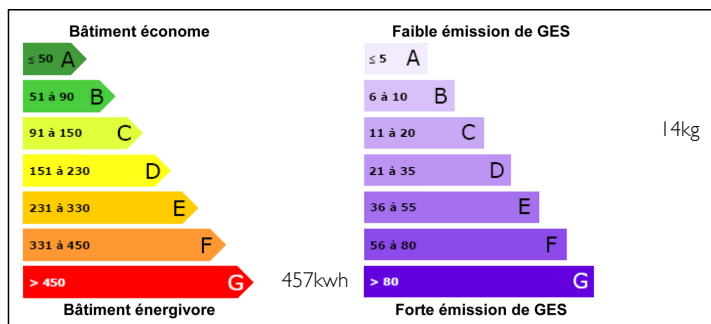 Bâtiment économe
≤ 50 A
51 à 90 B
91 à 150 C
151 à 230 D
231 à 330 E
331 à 450 F
> 450 G
457kwh
Bâtiment énergivore
Faible émission de GES
≤ 5 A
6 à 10 B
11 à 20 C
14kg
21 à 35 D
36 à 55 E
56 à 80 F
> 80 G
Forte émission de GES